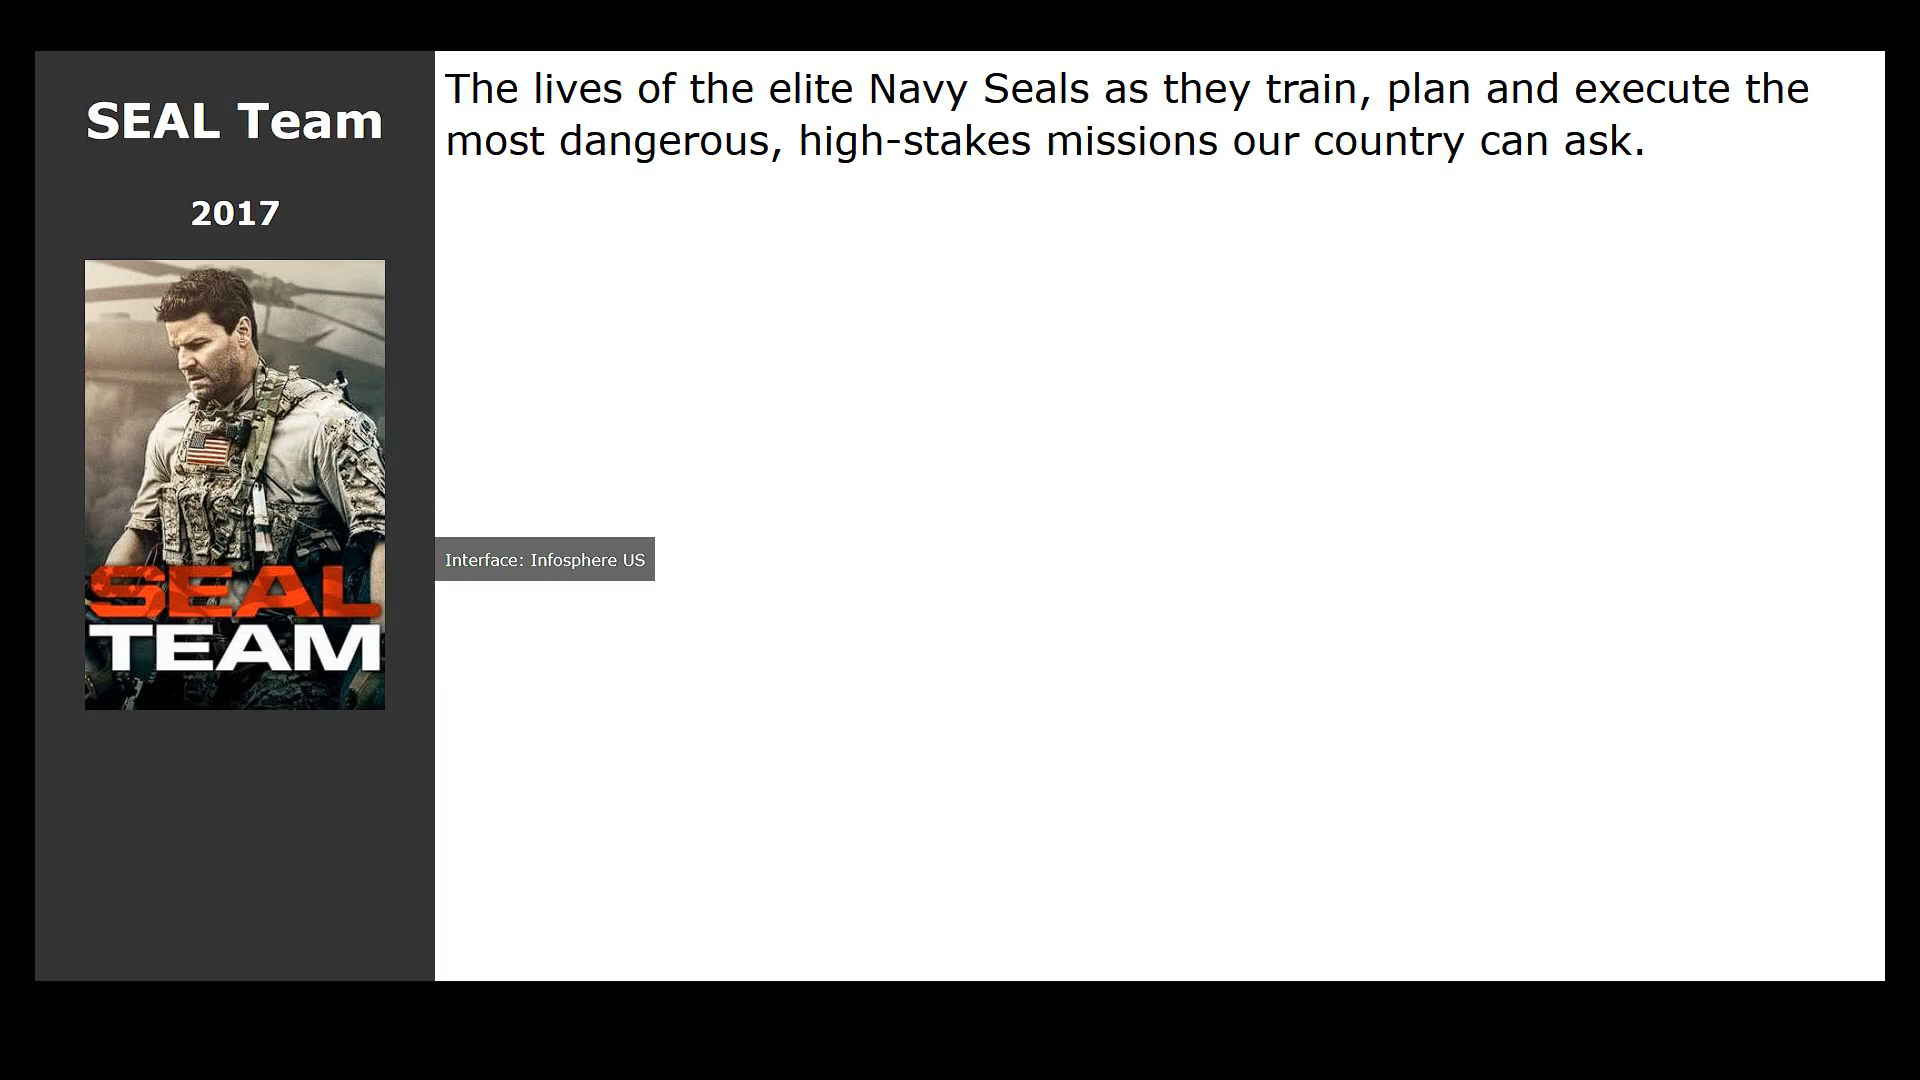 SEAL Team
2017
SEAL
TEAM
The lives of the elite Navy Seals as they train, plan and execute the
most dangerous, high-stakes missions our country can ask.
Interface: Infosphere US